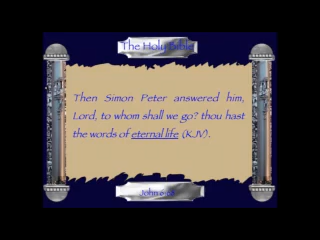 The Holy Bible
Then Simon Peter answered him,
Lord, to whom shall we go? thou hast
the words of eternal life (KJV).
John 6:68